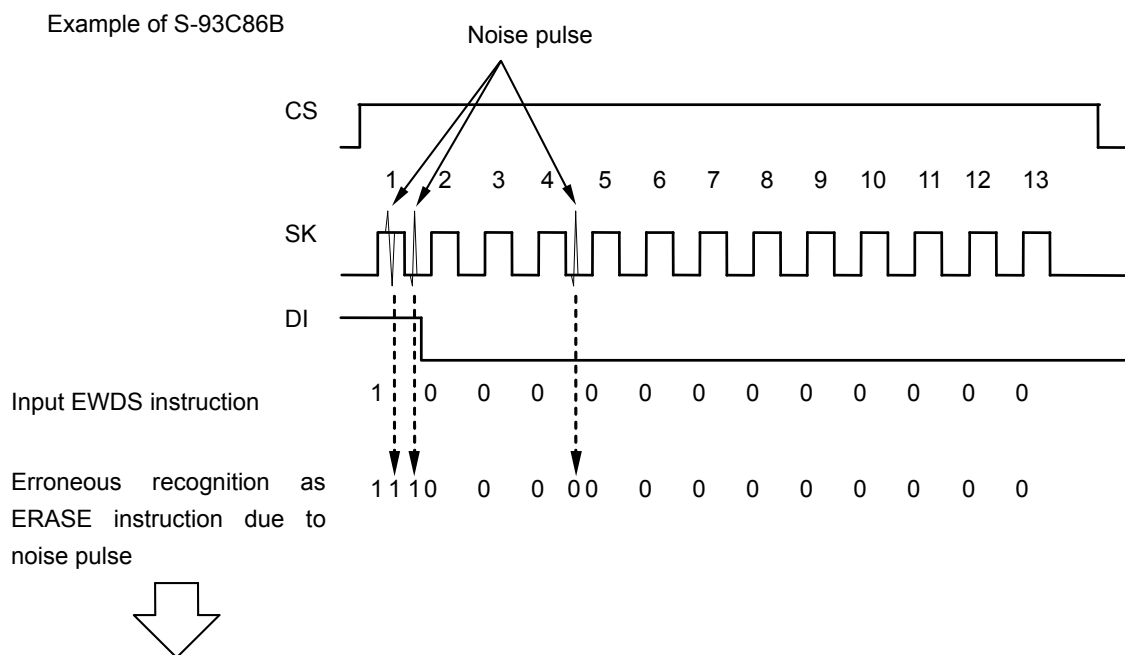 Example of S-93C86B
Noise pulse
CS
1 2 3 4 5 6 7 8 9 10 11 12 13
SK
DI
Input EWDS instruction 1 0 0 0 0 0 0 0 0 0 0 0 0
Erroneous recognition as 1 1 1 0 0 0 0 0 0 0 0 0 0 0 0 0
ERASE instruction due to
noise pulse